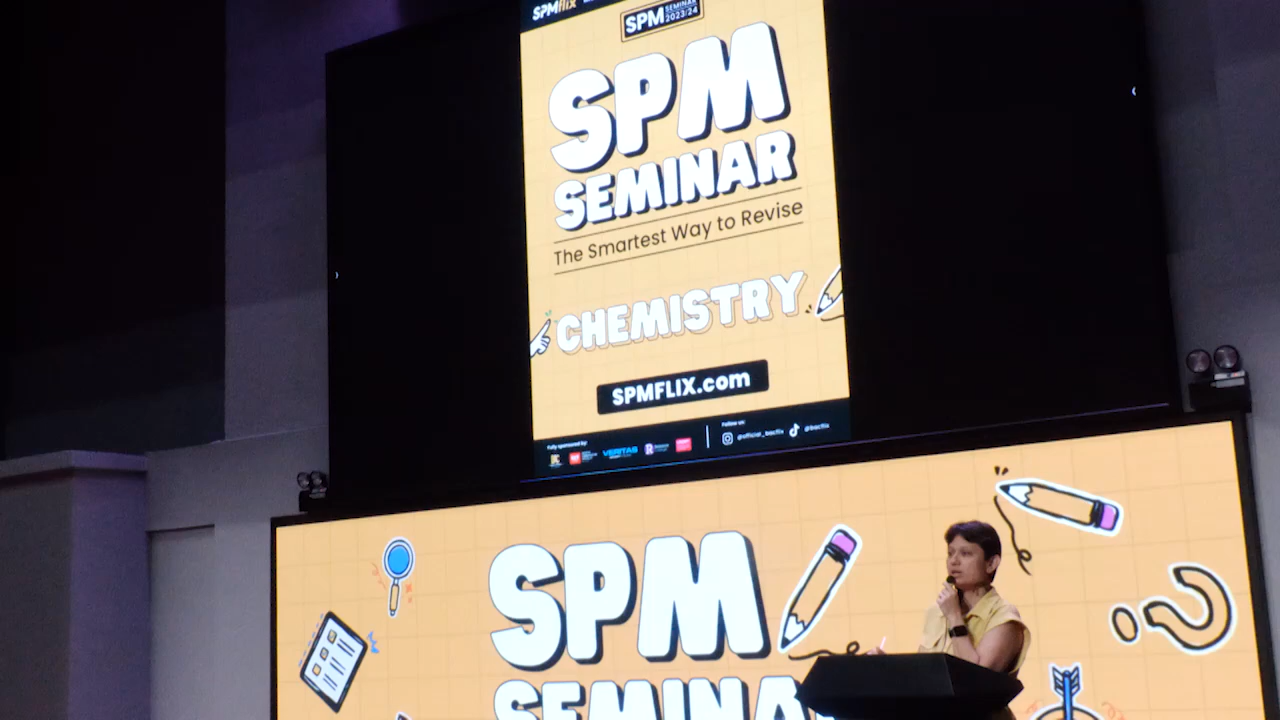 SPMflix
SPM SEMINAR 2023/24
SPM
SEMINAR
The Smartest Way to Revise
CHEMISTRY
SPMFLIX.com
Fully sponsored by:
VERITAS
Follow us:
@official_bacflix
@bacflix
SPM
SEMINA